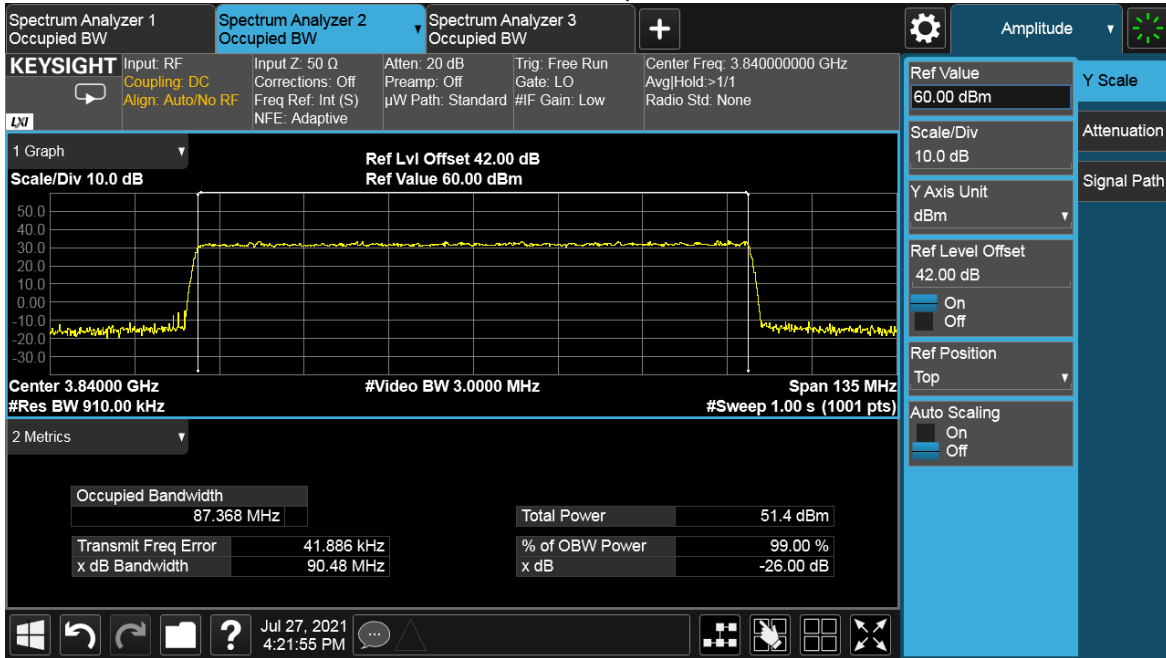 Spectrum Analyzer 1
Occupied BW
Spectrum Analyzer 2
Occupied BW
Spectrum Analyzer 3
Occupied BW
Amplitude
KEYSIGHT
LXI
Input: RF
Coupling: DC
Align: Auto/No RF
Input Z: 50 Ω
Corrections: Off
Freq Ref: Int (S)
NFE: Adaptive
Atten: 20 dB
Preamp: Off
µW Path: Standard
Trig: Free Run
Gate: LO
#IF Gain: Low
Center Freq: 3.840000000 GHz
Avg|Hold:>1/1
Radio Std: None
1 Graph
Scale/Div 10.0 dB
Ref Lvl Offset 42.00 dB
Ref Value 60.00 dBm
50.0
40.0
30.0
20.0
10.0
0.00
-10.0
-20.0
-30.0
Center 3.84000 GHz
#Res BW 910.00 kHz
#Video BW 3.0000 MHz
Span 135 MHz
#Sweep 1.00 s (1001 pts)
2 Metrics
Occupied Bandwidth
87.368 MHz
Transmit Freq Error 41.886 kHz
x dB Bandwidth 90.48 MHz
Total Power 51.4 dBm
% of OBW Power 99.00 %
x dB -26.00 dB
Ref Value
60.00 dBm
Scale/Div
10.0 dB
Y Axis Unit
dBm
Ref Level Offset
42.00 dB
On
Off
Ref Position
Top
Auto Scaling
On
Off
Y Scale
Attenuation
Signal Path
?
Jul 27, 2021
4:21:55 PM